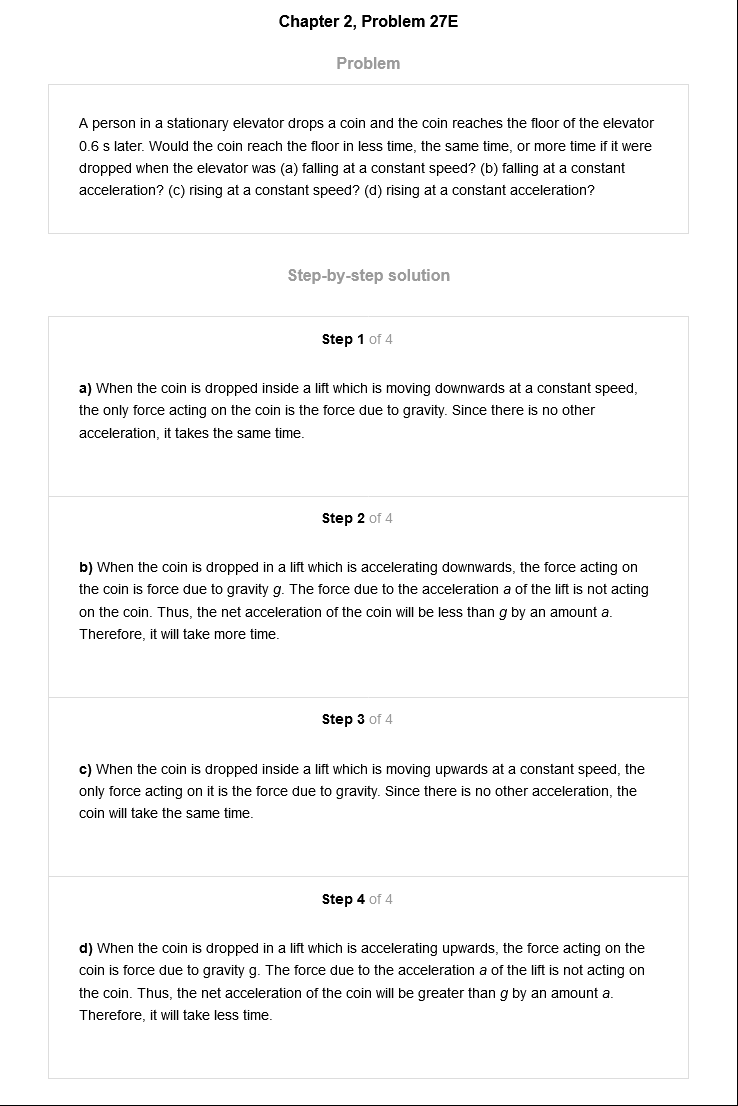 Chapter 2, Problem 27E
Problem
A person in a stationary elevator drops a coin and the coin reaches the floor of the elevator
0.6 s later. Would the coin reach the floor in less time, the same time, or more time if it were
dropped when the elevator was (a) falling at a constant speed? (b) falling at a constant
acceleration? (c) rising at a constant speed? (d) rising at a constant acceleration?
Step-by-step solution
Step 1 of 4
a) When the coin is dropped inside a lift which is moving downwards at a constant speed,
the only force acting on the coin is the force due to gravity. Since there is no other
acceleration, it takes the same time.
Step 2 of 4
b) When the coin is dropped in a lift which is accelerating downwards, the force acting on
the coin is force due to gravity g. The force due to the acceleration a of the lift is not acting
on the coin. Thus, the net acceleration of the coin will be less than g by an amount a.
Therefore, it will take more time.
Step 3 of 4
c) When the coin is dropped inside a lift which is moving upwards at a constant speed, the
only force acting on it is the force due to gravity. Since there is no other acceleration, the
coin will take the same time.
Step 4 of 4
d) When the coin is dropped in a lift which is accelerating upwards, the force acting on the
coin is force due to gravity g. The force due to the acceleration a of the lift is not acting on
the coin. Thus, the net acceleration of the coin will be greater than g by an amount a.
Therefore, it will take less time.